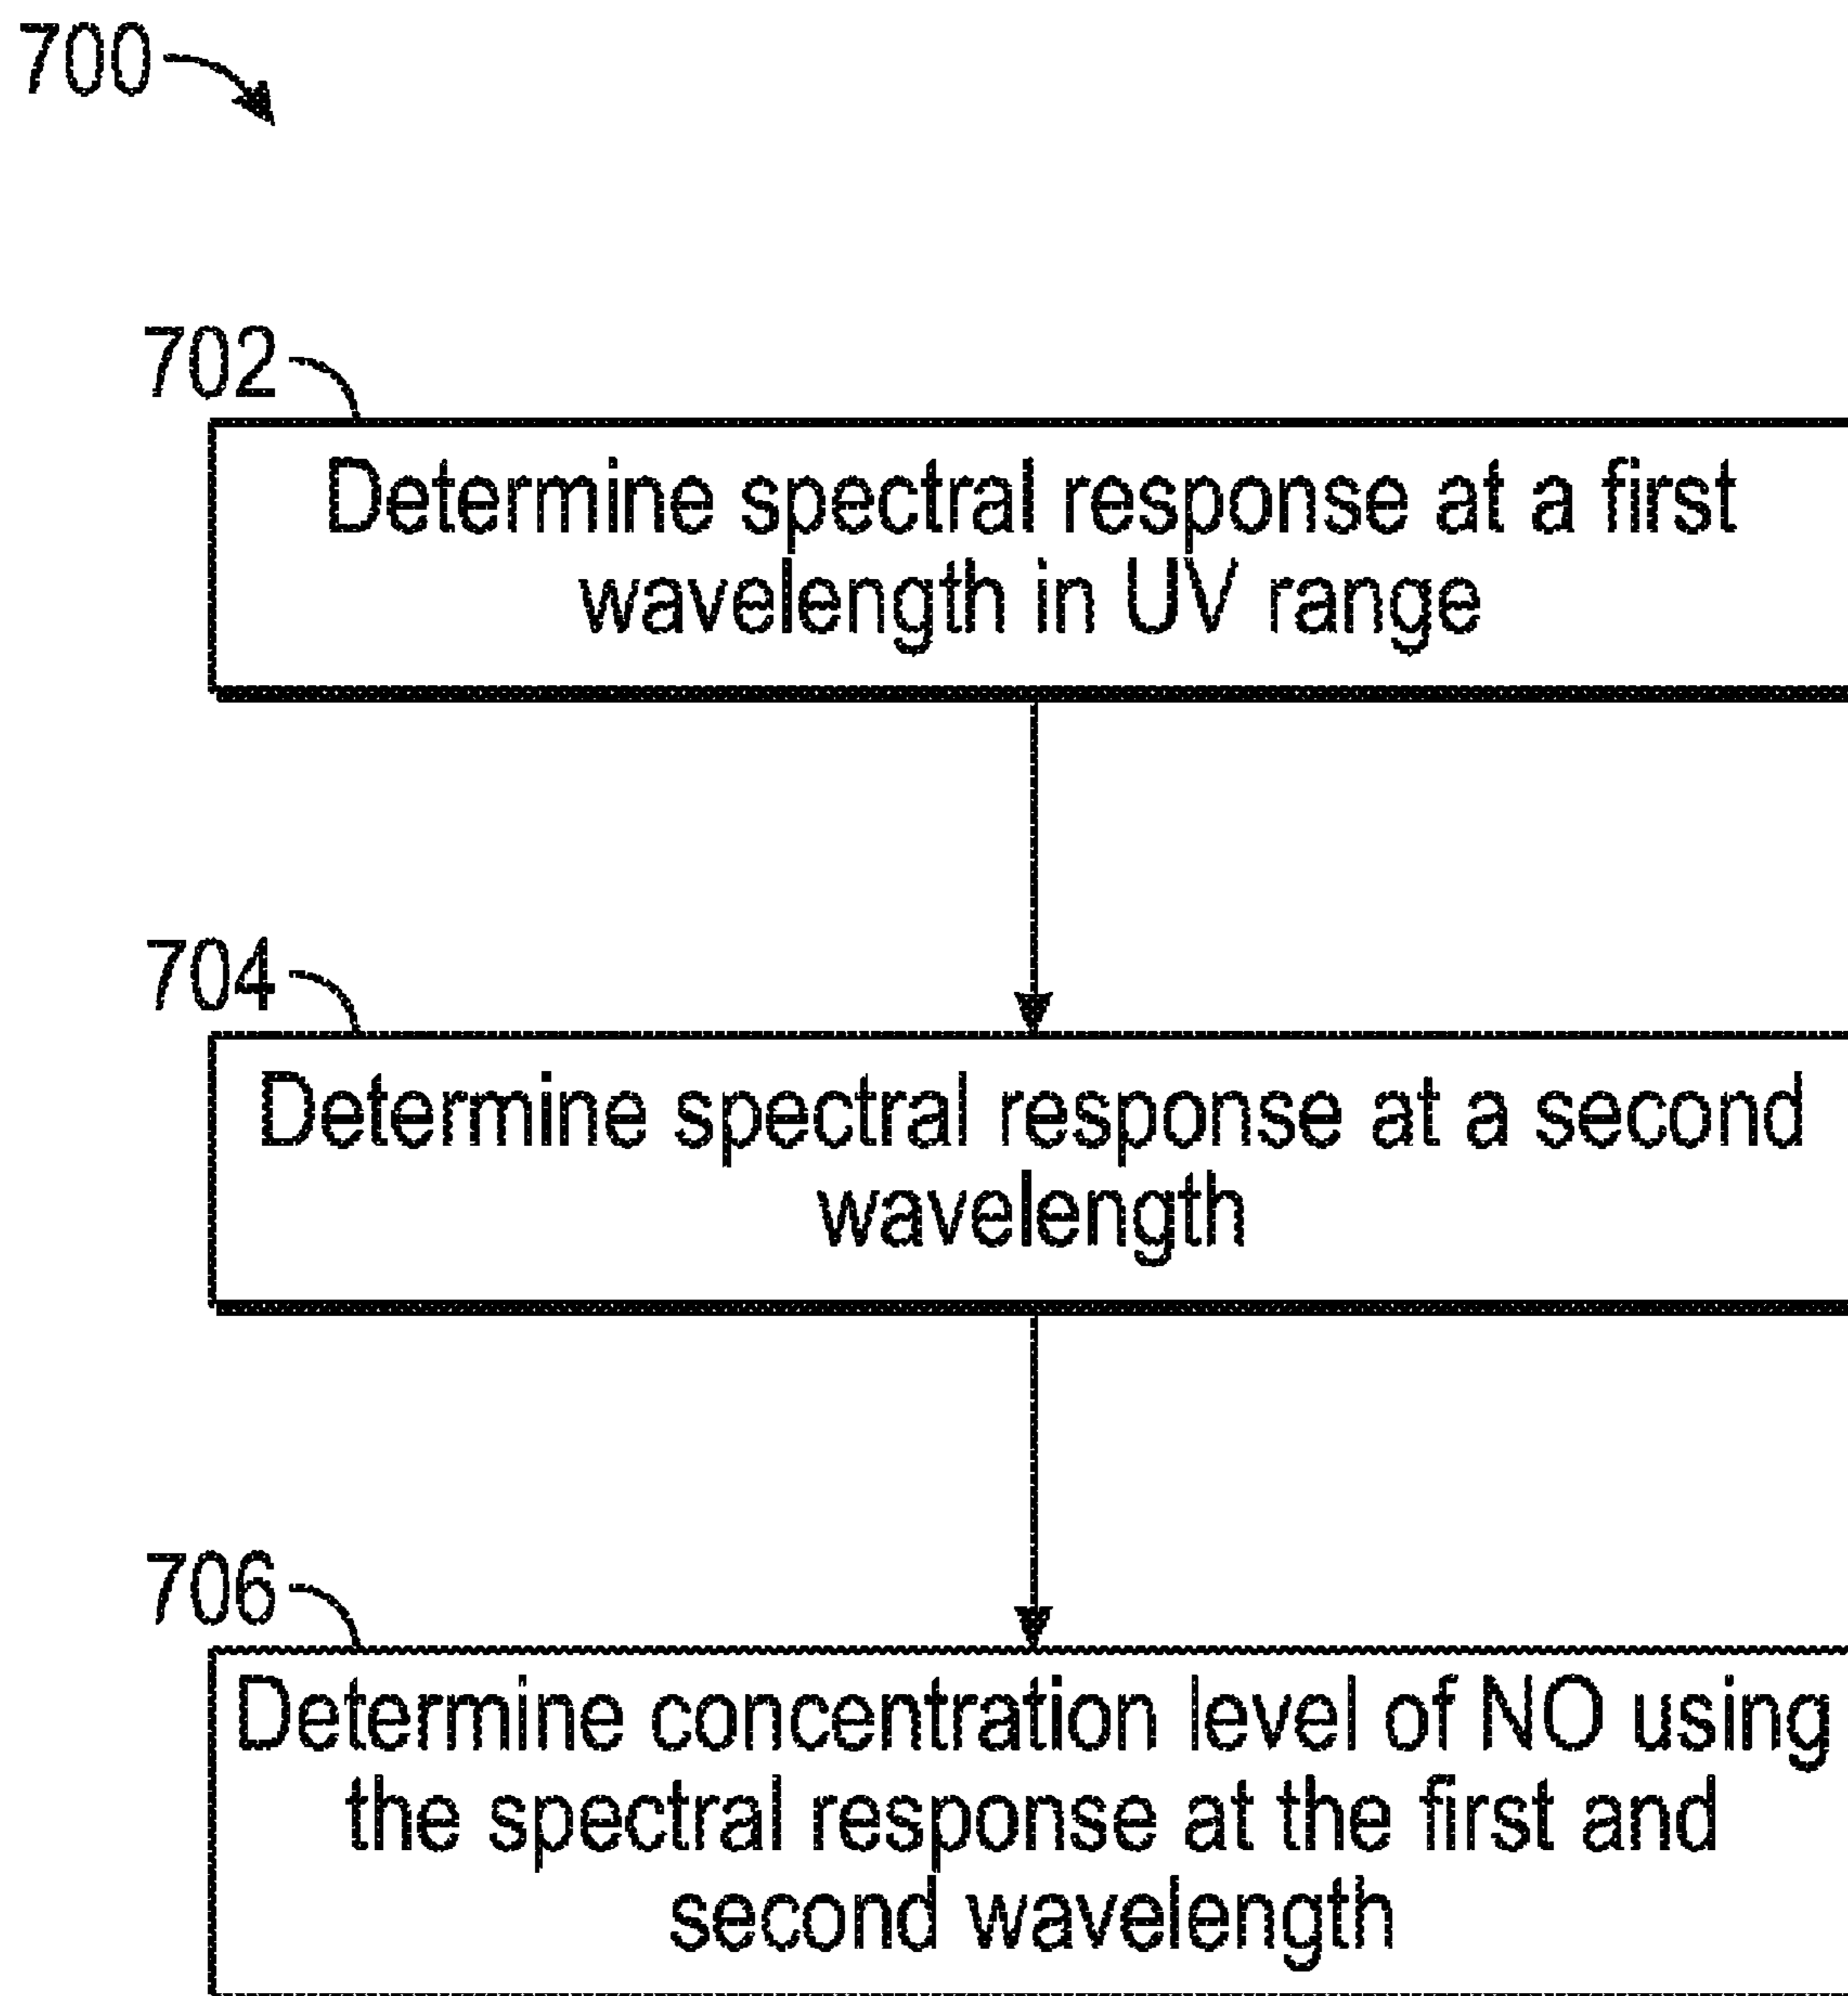 700
702
Determine spectral response at a first
wavelength in UV range
704
Determine spectral response at a second
wavelength
706
Determine concentration level of NO using
the spectral response at the first and
second wavelength